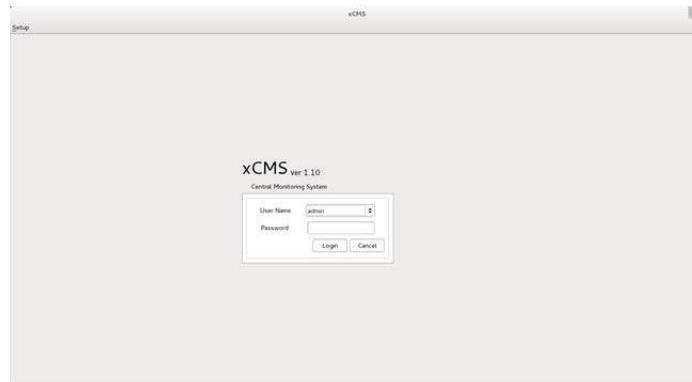 xCMS
Setup
xCMS ver 1.10
Central Monitoring System
User Name admin
Password
Login Cancel